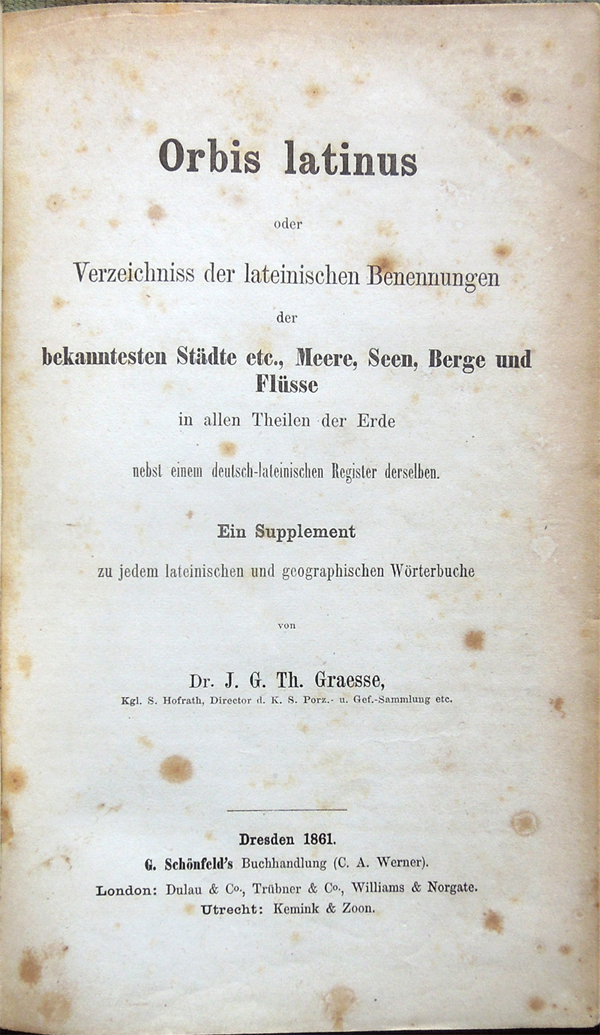 Orbis latinus
oder
Verzeichniss der lateinischen Benennungen
der
bekanntesten Städte etc., Meere, Seen, Berge und
Flüsse
in allen Theilen der Erde
nebst einem deutsch-lateinischen Register derselben.
Ein Supplement
zu jedem lateinischen und geographischen Wörterbuche
von
Dr. J. G. Th. Graesse,
Kgl. S. Hofrath, Director d. K. S. Porz.- u. Gef.-Sammlung etc.
Dresden 1861.
G. Schönfeld's Buchhandlung (C. A. Werner).
London: Dulau & Co., Trübner & Co., Williams & Norgate.
Utrecht: Kemink & Zoon.